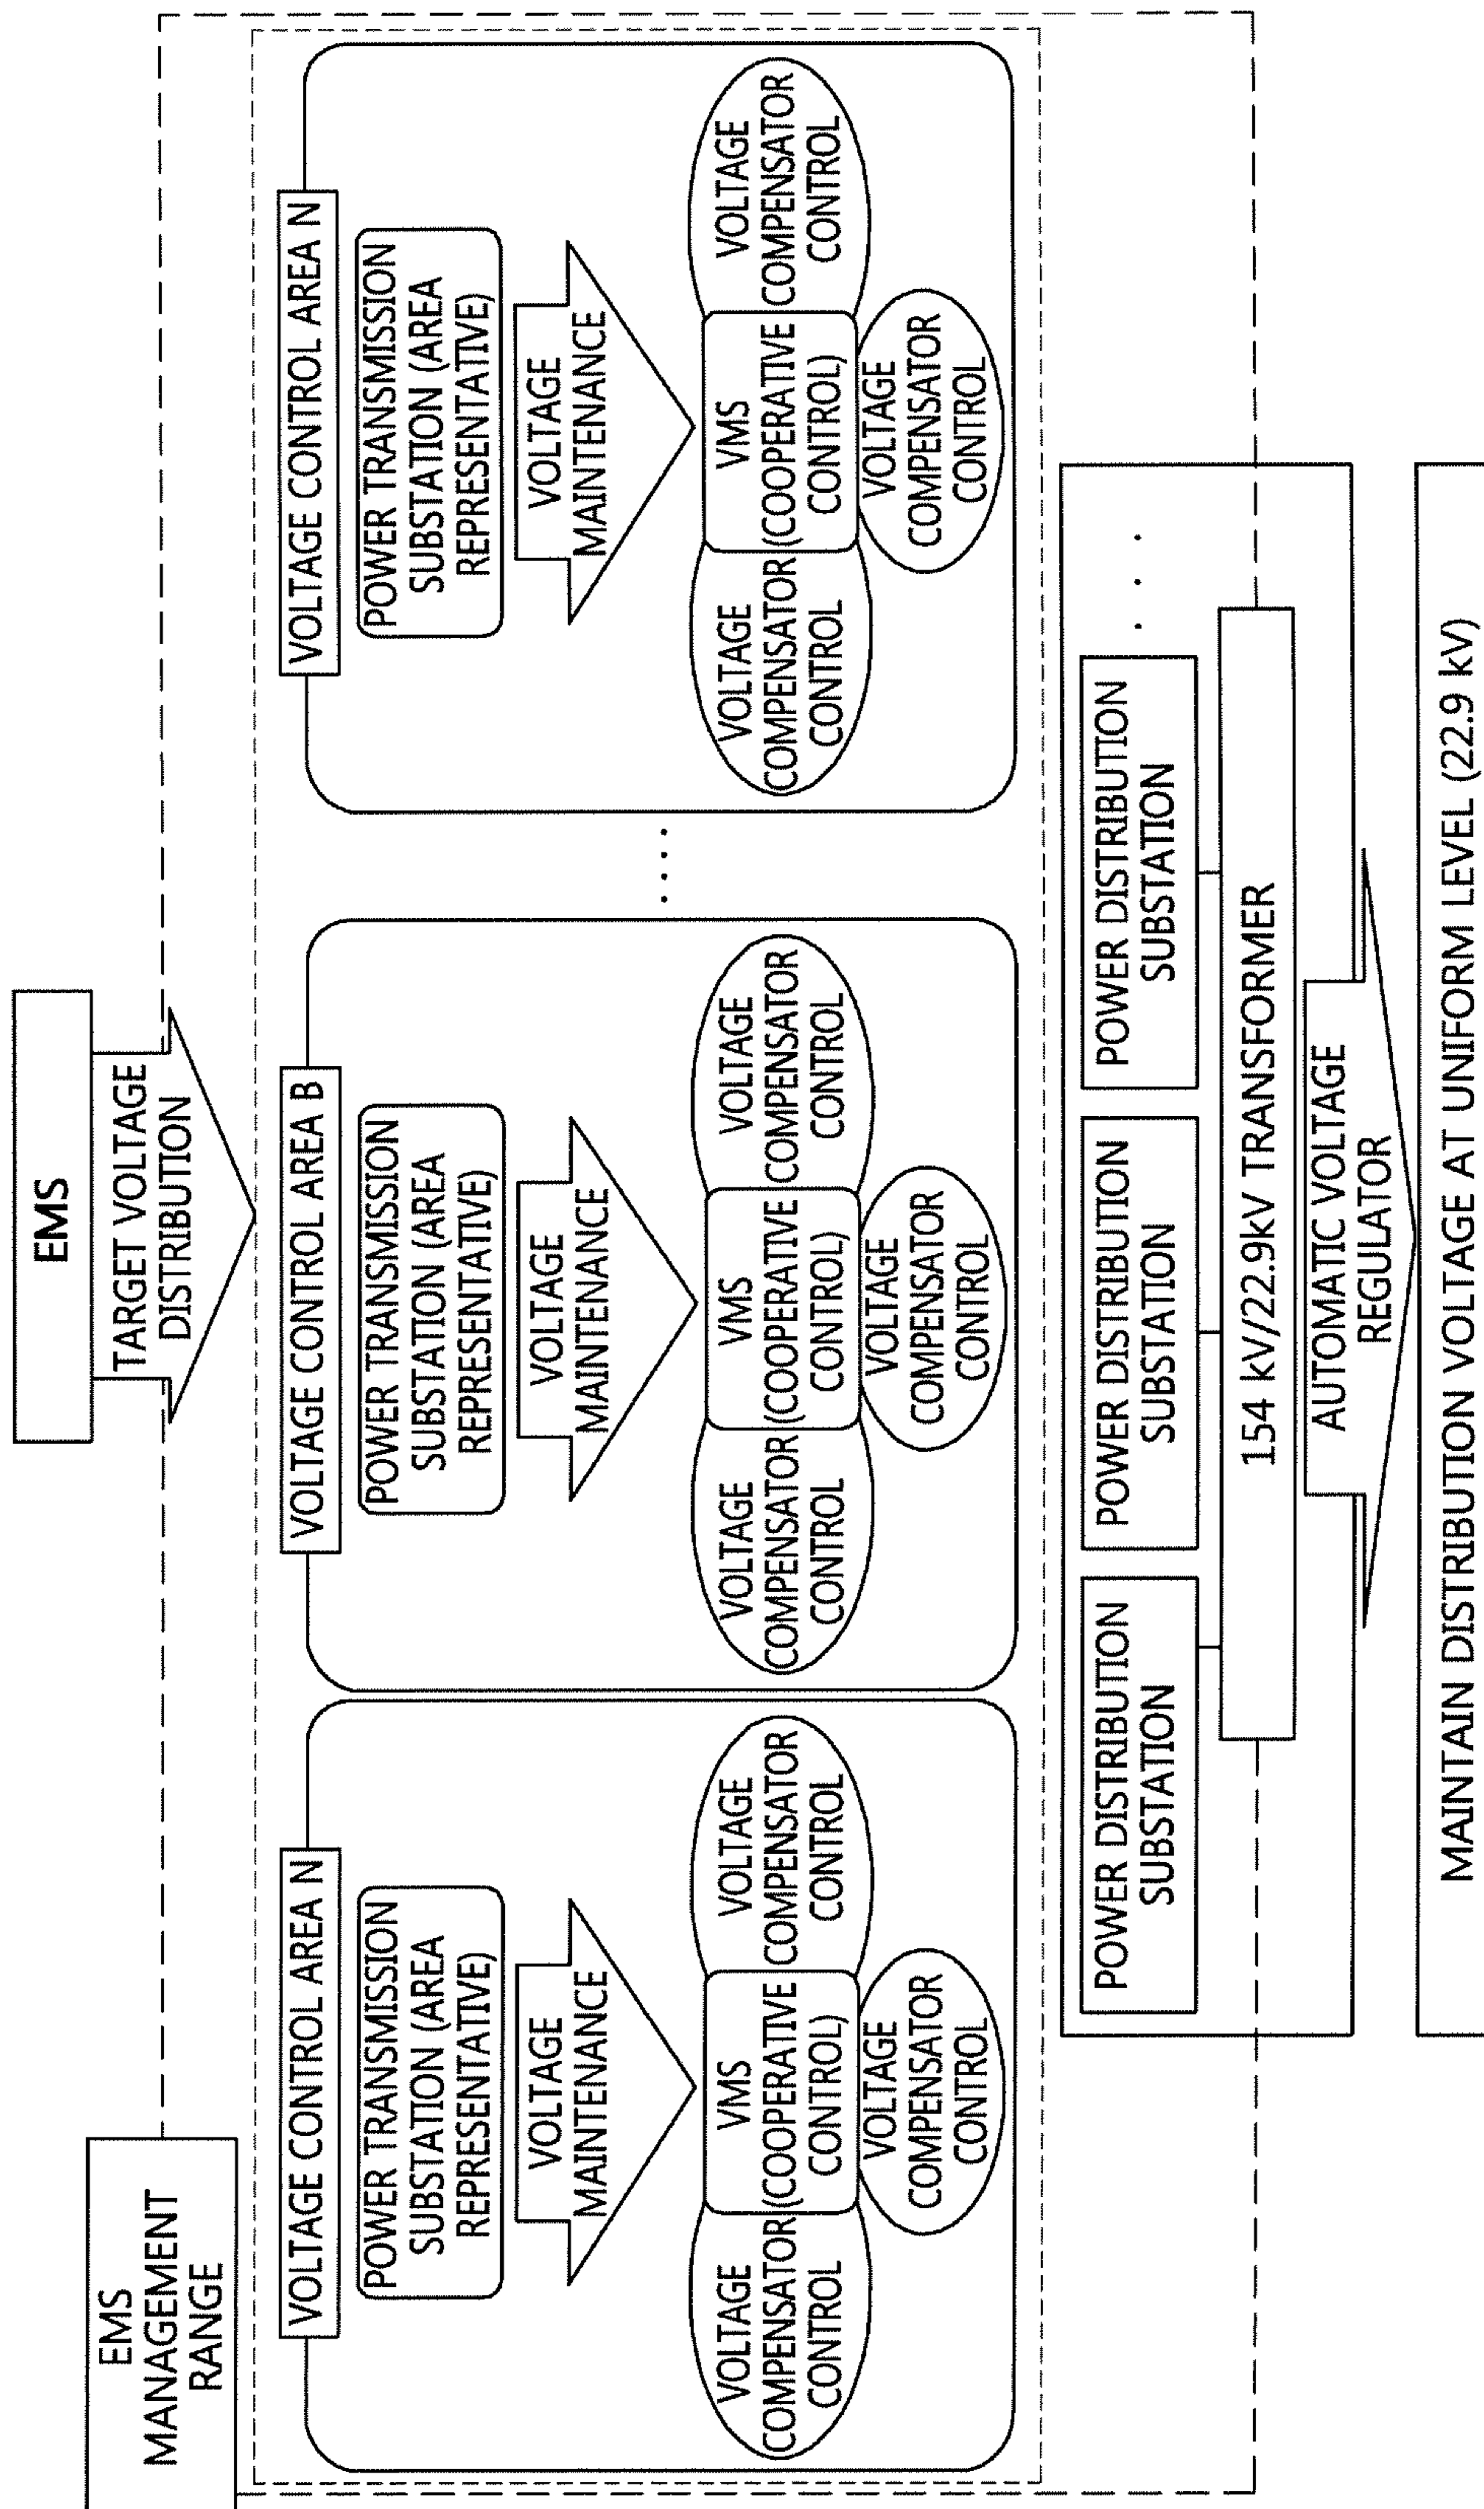 EMS
MANAGEMENT
RANGE
EMS
TARGET VOLTAGE
DISTRIBUTION
VOLTAGE CONTROL AREA N
POWER TRANSMISSION
SUBSTATION (AREA
REPRESENTATIVE)
VOLTAGE
MAINTENANCE
VOLTAGE
COMPENSATOR
CONTROL
VMS
(COOPERATIVE
CONTROL)
VOLTAGE
COMPENSATOR
CONTROL
VOLTAGE
COMPENSATOR
CONTROL
VOLTAGE CONTROL AREA B
POWER TRANSMISSION
SUBSTATION (AREA
REPRESENTATIVE)
VOLTAGE
MAINTENANCE
VOLTAGE
COMPENSATOR
CONTROL
VMS
(COOPERATIVE
CONTROL)
VOLTAGE
COMPENSATOR
CONTROL
VOLTAGE
COMPENSATOR
CONTROL
. . . .
VOLTAGE CONTROL AREA N
POWER TRANSMISSION
SUBSTATION (AREA
REPRESENTATIVE)
VOLTAGE
MAINTENANCE
VOLTAGE
COMPENSATOR
CONTROL
VMS
(COOPERATIVE
CONTROL)
VOLTAGE
COMPENSATOR
CONTROL
VOLTAGE
COMPENSATOR
CONTROL
POWER DISTRIBUTION
SUBSTATION
POWER DISTRIBUTION
SUBSTATION
POWER DISTRIBUTION
SUBSTATION
. . .
154 kV/22.9kV TRANSFORMER
AUTOMATIC VOLTAGE
REGULATOR
MAINTAIN DISTRIBUTION VOLTAGE AT UNIFORM LEVEL (22.9 kV)